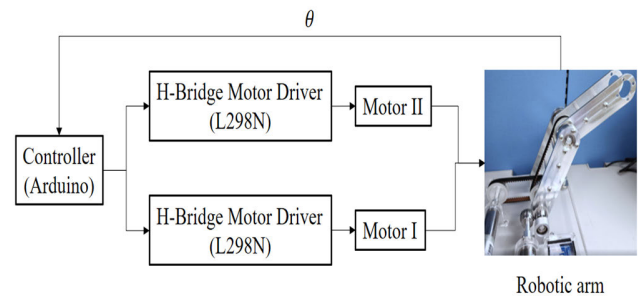 θ
H-Bridge Motor Driver
(L298N)
Motor II
Controller
(Arduino)
H-Bridge Motor Driver
(L298N)
Motor I
Robotic arm